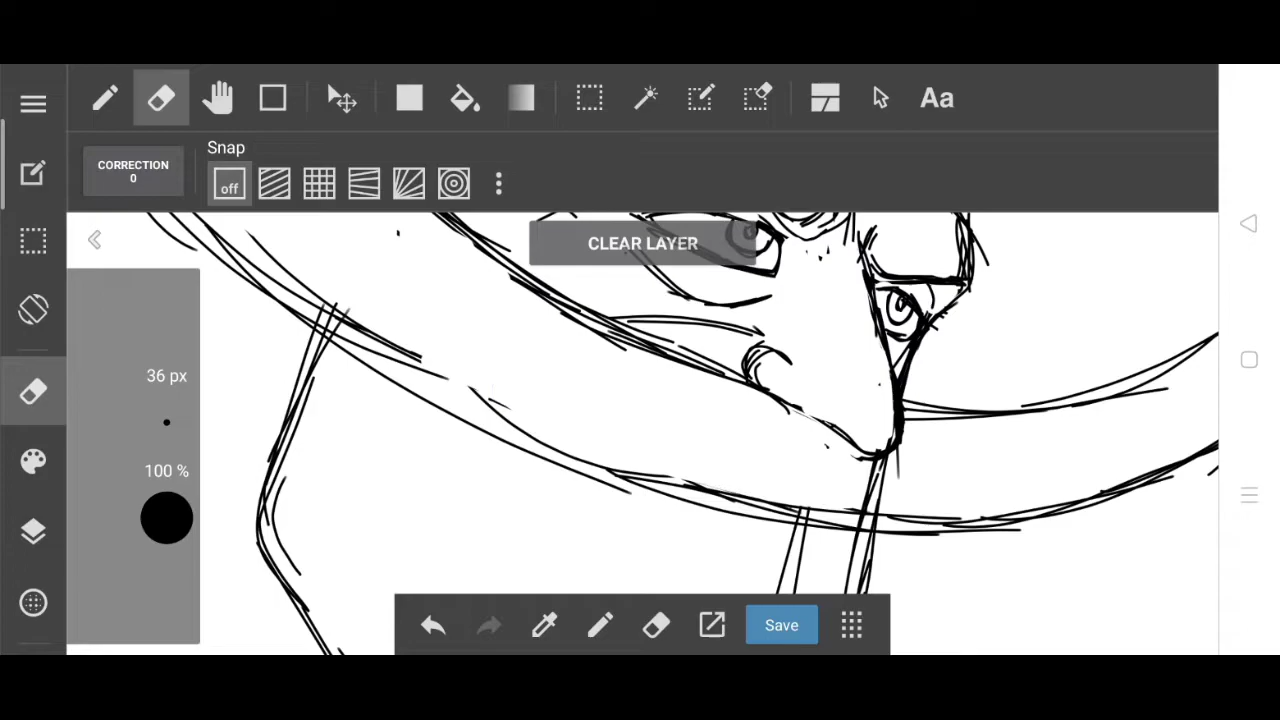 Aa
CORRECTION
0
Snap
off
CLEAR LAYER
36 px
100 %
Save